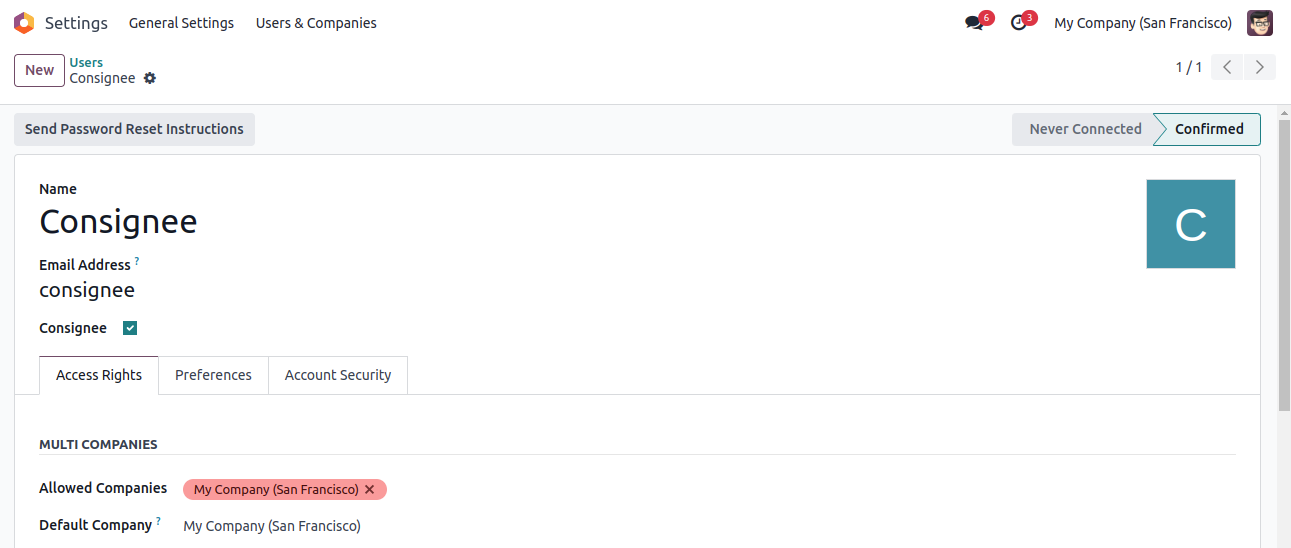 Settings General Settings Users & Companies 6 3 My Company (San Francisco)
New Users 1 / 1
Consignee
Send Password Reset Instructions Never Connected Confirmed
Name
Consignee C
Email Address ?
consignee
Consignee
Access Rights Preferences Account Security
MULTI COMPANIES
Allowed Companies My Company (San Francisco) ✕
Default Company ? My Company (San Francisco)